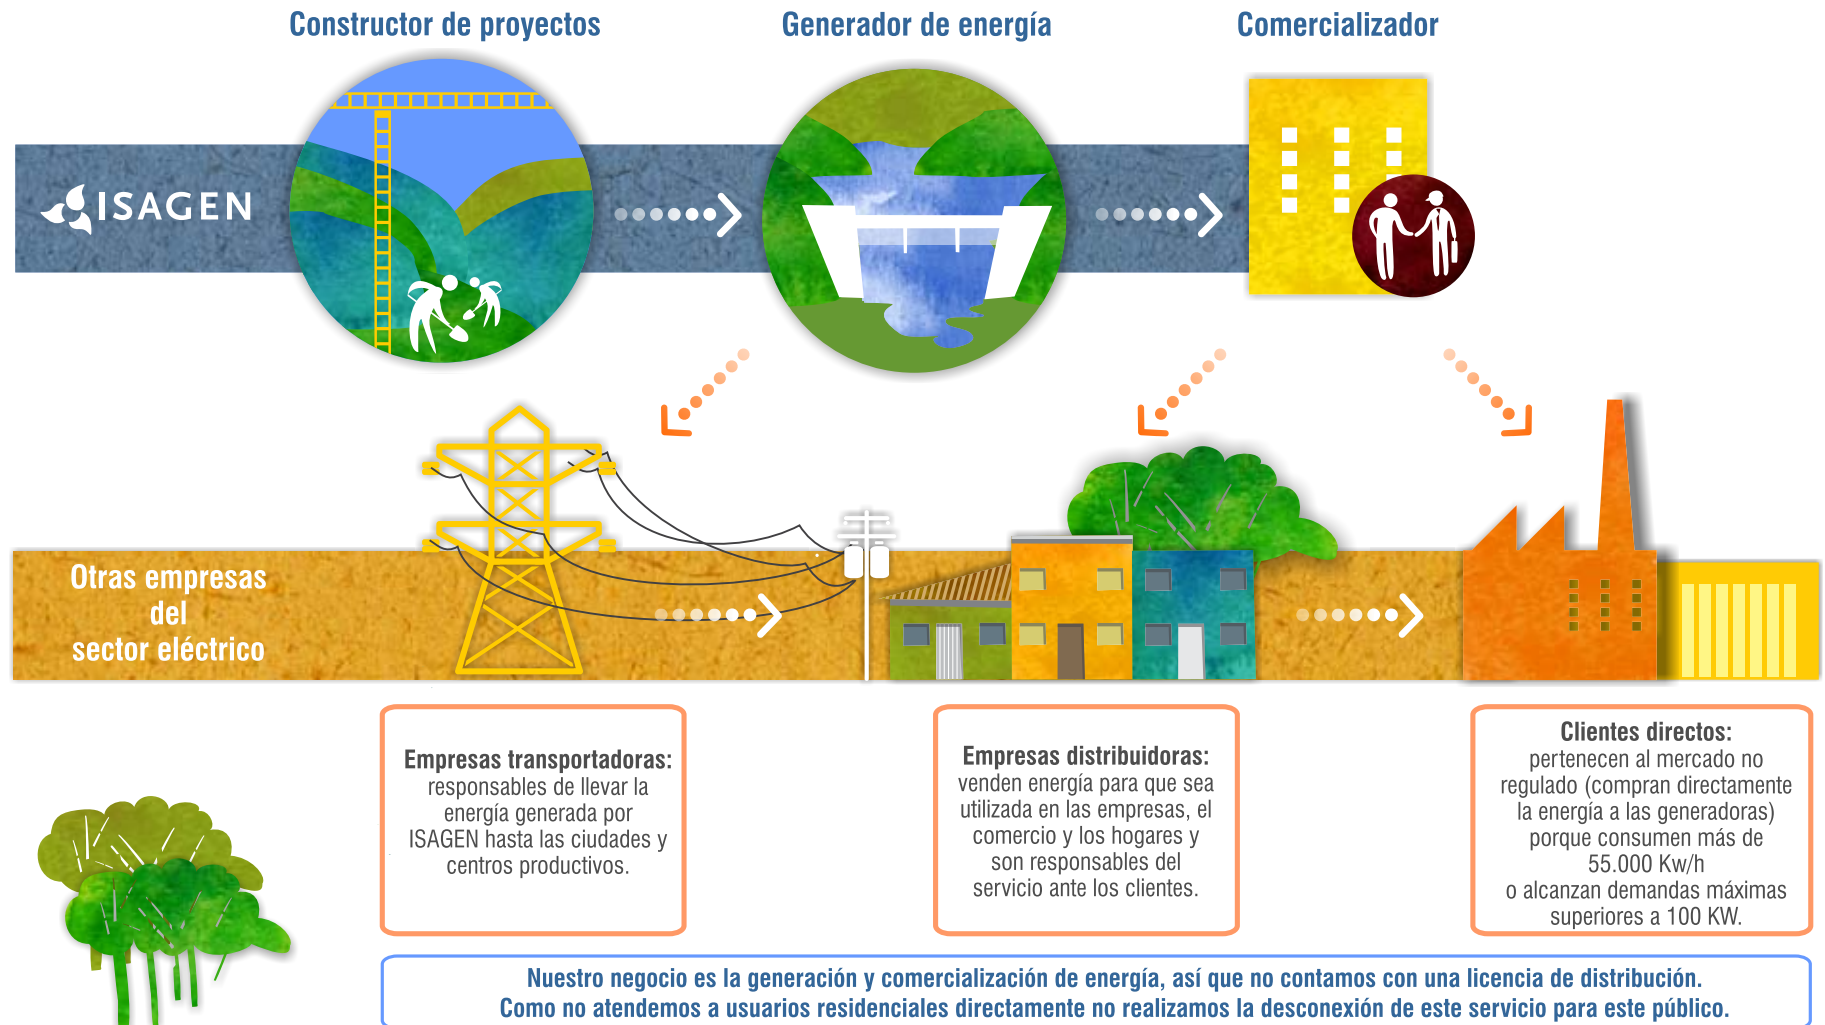 Constructor de proyectos
Generador de energía
Comercializador
ISAGEN
Otras empresas
del
sector eléctrico
Empresas transportadoras:
responsables de llevar la
energía generada por
ISAGEN hasta las ciudades y
centros productivos.
Empresas distribuidoras:
venden energía para que sea
utilizada en las empresas, el
comercio y los hogares y
son responsables del
servicio ante los clientes.
Clientes directos:
pertenecen al mercado no
regulado (compran directamente
la energía a las generadoras)
porque consumen más de
55.000 Kw/h
o alcanzan demandas máximas
superiores a 100 KW.
Nuestro negocio es la generación y comercialización de energía, así que no contamos con una licencia de distribución.
Como no atendemos a usuarios residenciales directamente no realizamos la desconexión de este servicio para este público.